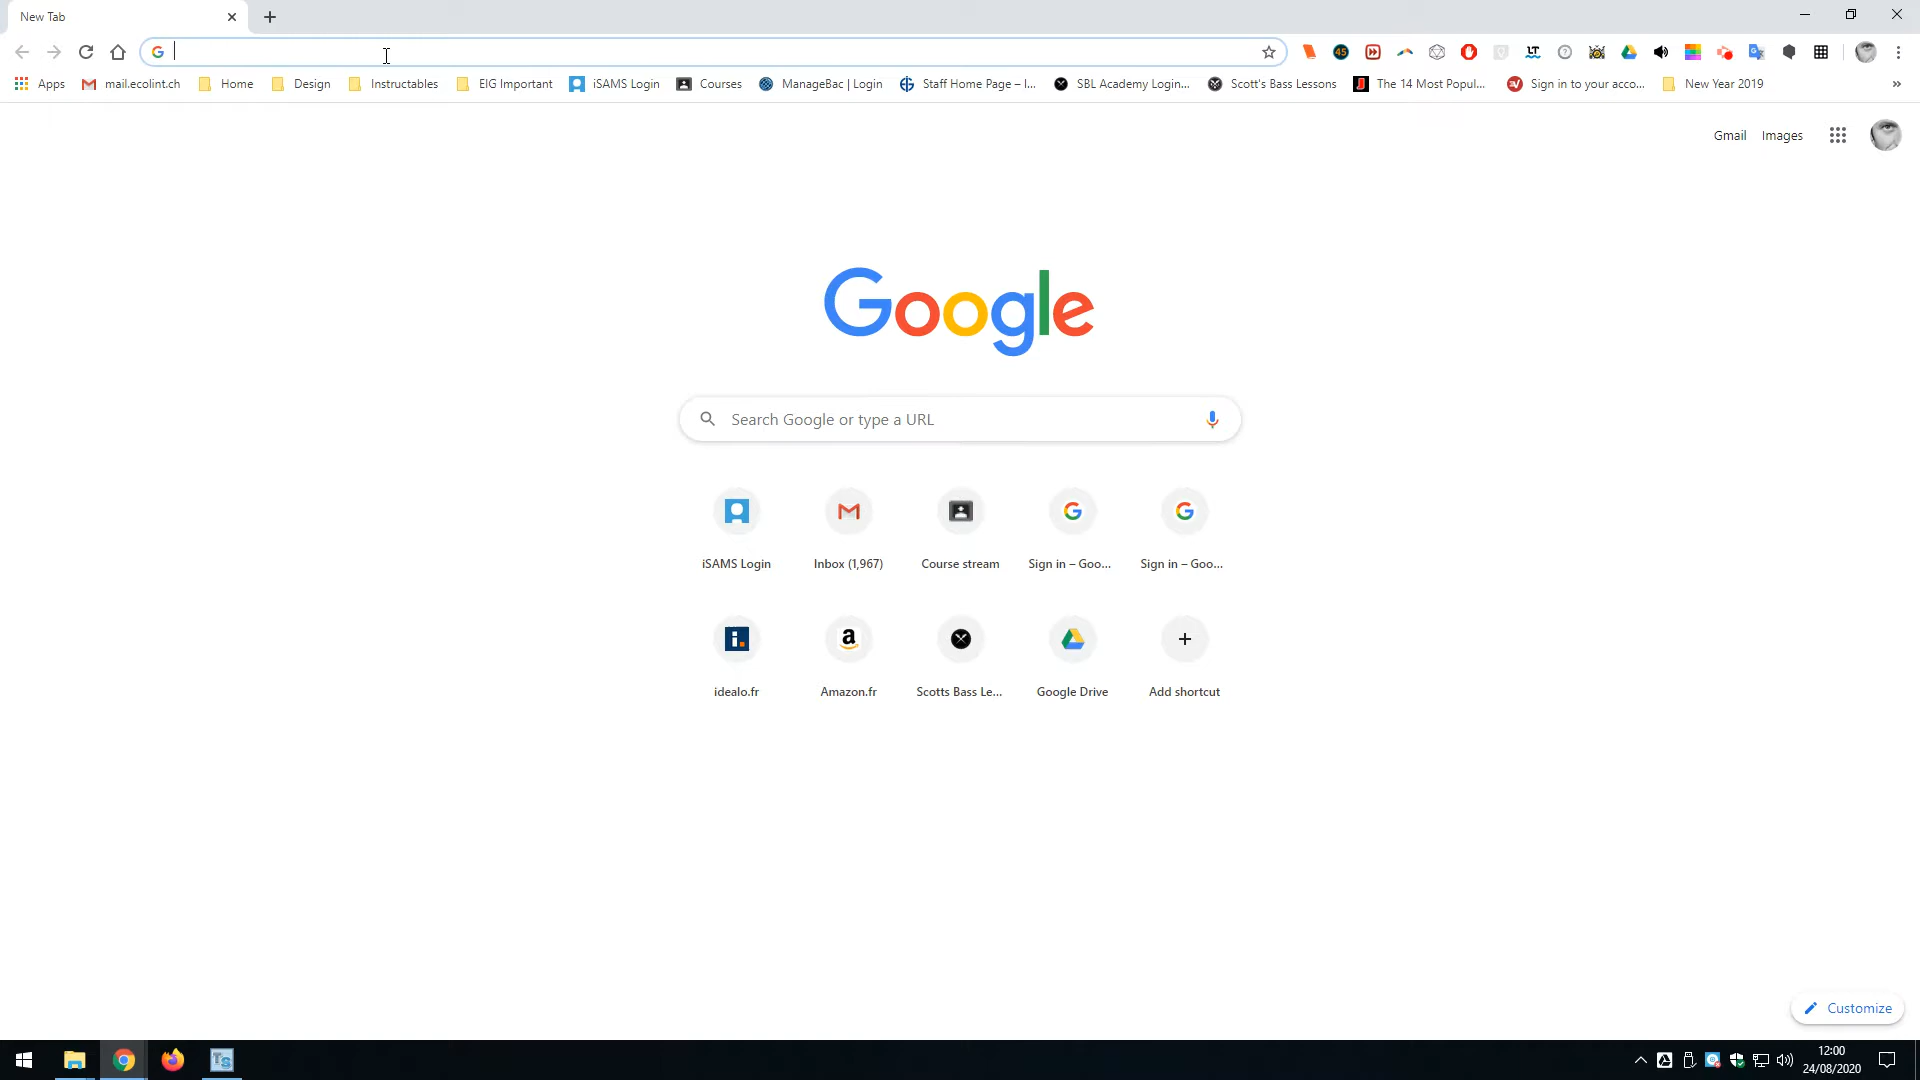 New Tab
Apps mail.ecolint.ch Home Design Instructables EIG Important iSAMS Login Courses ManageBac | Login Staff Home Page – I... SBL Academy Login... Scott's Bass Lessons The 14 Most Popul... Sign in to your acco... New Year 2019 »
Gmail Images
Google
Search Google or type a URL
iSAMS Login Inbox (1,967) Course stream Sign in – Goo... Sign in – Goo...
idealo.fr Amazon.fr Scotts Bass Le... Google Drive Add shortcut
Customize
12:00
24/08/2020